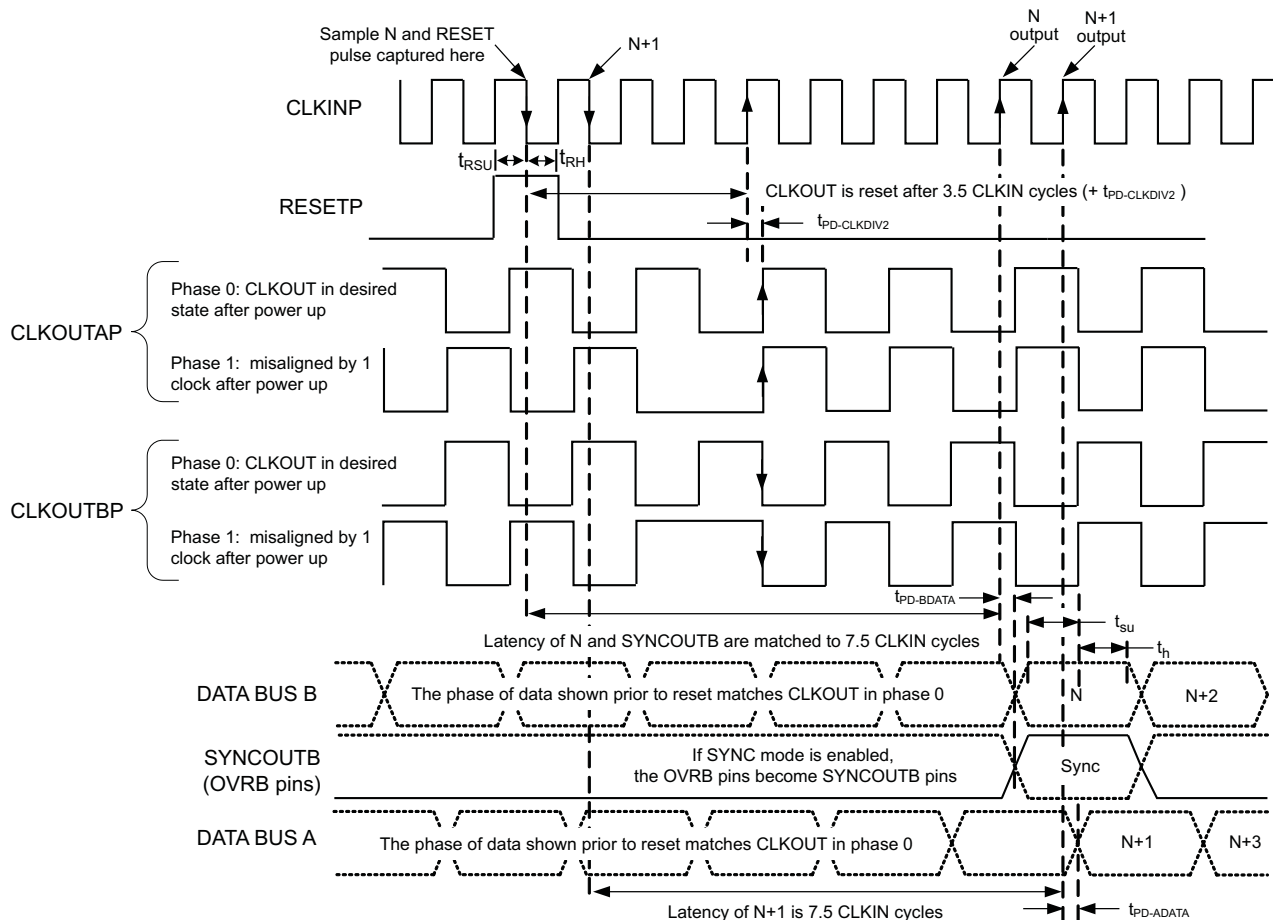 Sample N and RESET
pulse captured here
N+1
N
output
N+1
output
CLKINP
tRSU
tRH
CLKOUT is reset after 3.5 CLKIN cycles (+ tPD-CLKDIV2 )
RESETP
tPD-CLKDIV2
CLKOUTAP
Phase 0: CLKOUT in desired
state after power up
Phase 1: misaligned by 1
clock after power up
CLKOUTBP
Phase 0: CLKOUT in desired
state after power up
Phase 1: misaligned by 1
clock after power up
tPD-BDATA
tsu
Latency of N and SYNCOUTB are matched to 7.5 CLKIN cycles
th
DATA BUS B
The phase of data shown prior to reset matches CLKOUT in phase 0
N
N+2
SYNCOUTB
(OVRB pins)
If SYNC mode is enabled,
the OVRB pins become SYNCOUTB pins
Sync
DATA BUS A
The phase of data shown prior to reset matches CLKOUT in phase 0
N+1
N+3
Latency of N+1 is 7.5 CLKIN cycles
tPD-ADATA